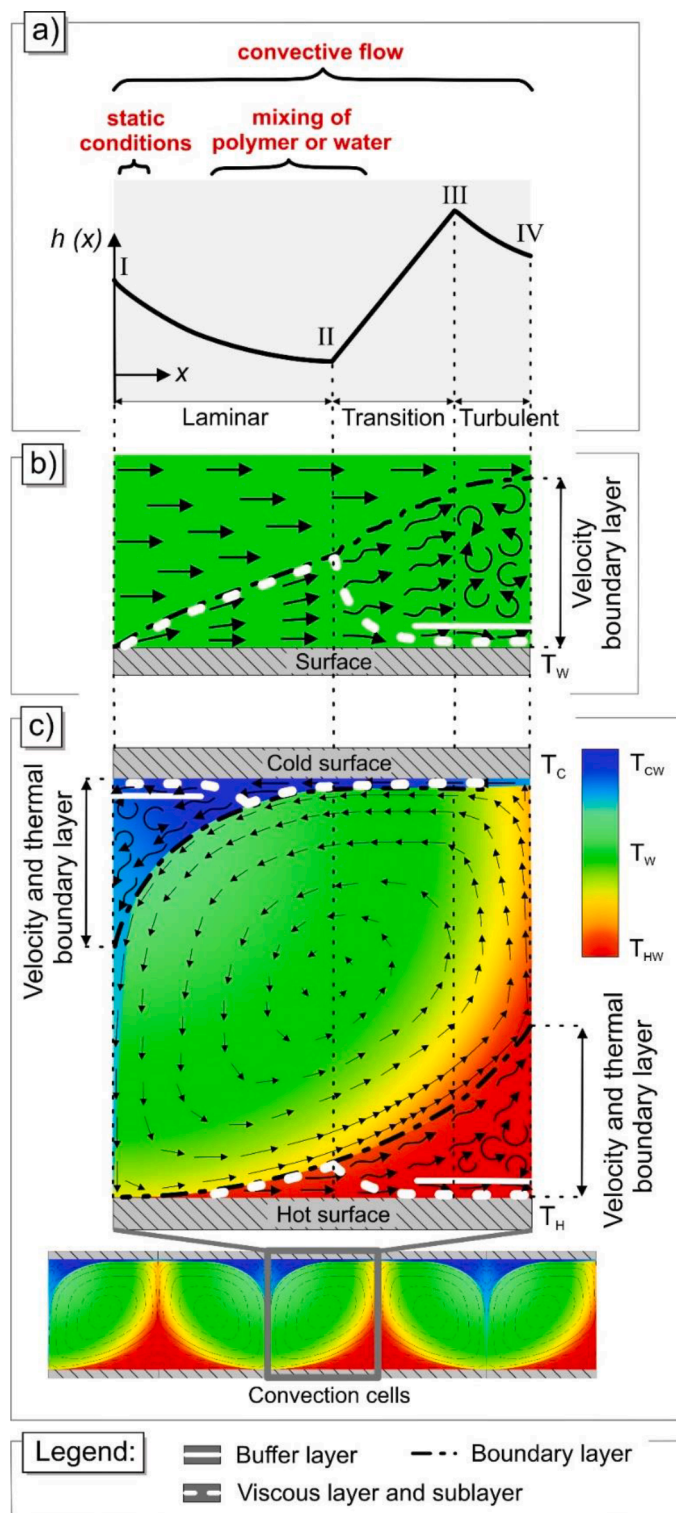 a)
convective flow
static
conditions
mixing of
polymer or water
h (x)
I
II
III
IV
x
Laminar
Transition
Turbulent
b)
Velocity
boundary layer
Surface
T_W
c)
Cold surface
T_C
T_CW
T_W
T_HW
Velocity and thermal
boundary layer
Velocity and thermal
boundary layer
Hot surface
T_H
Convection cells
Legend:
Buffer layer
Boundary layer
Viscous layer and sublayer